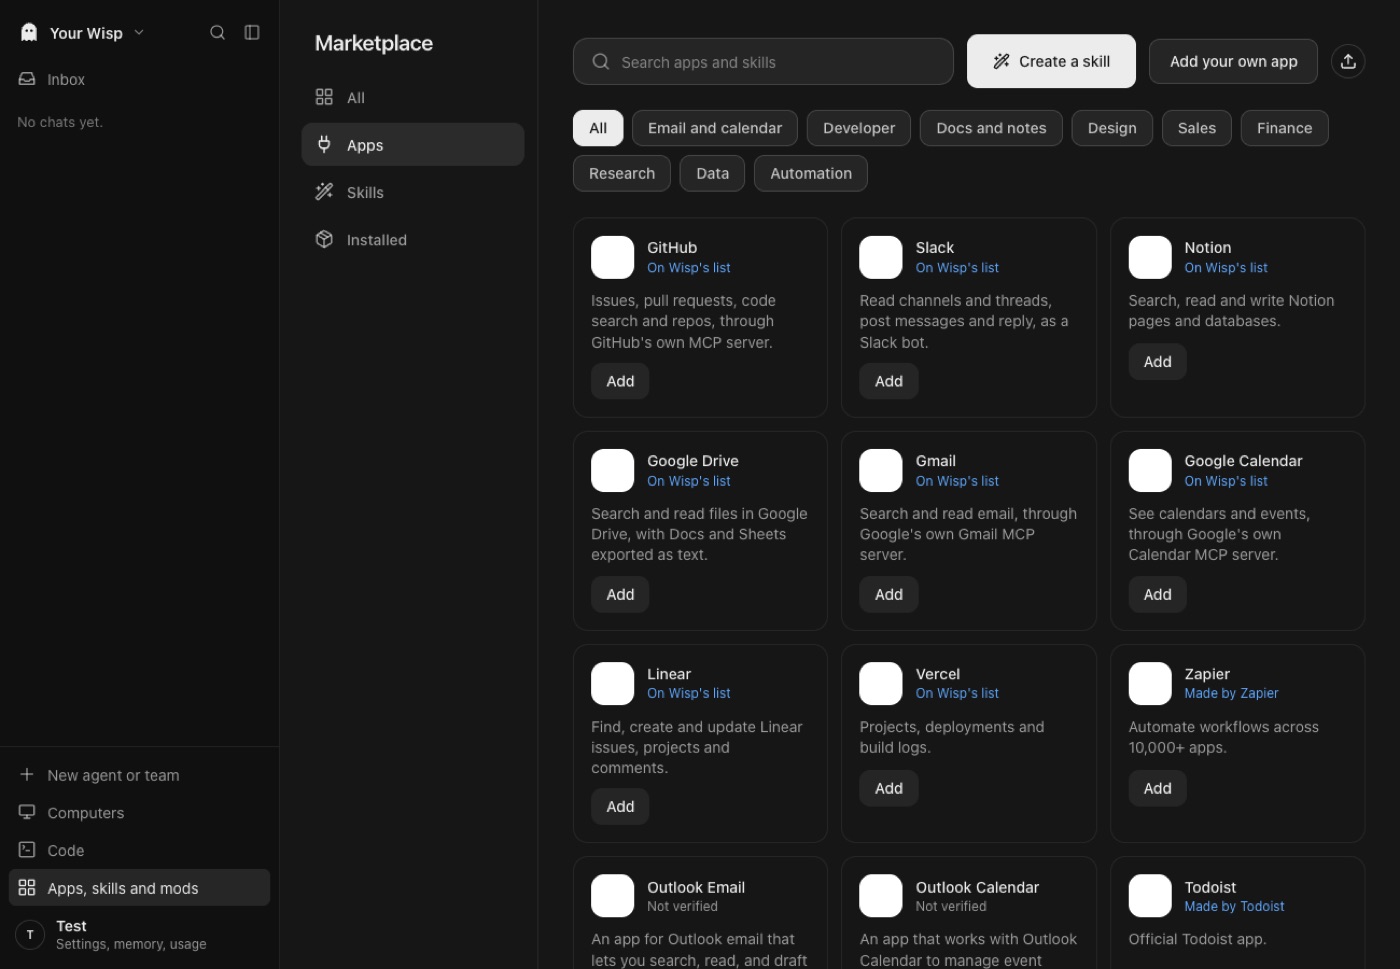 Your Wisp
Inbox
No chats yet.
New agent or team
Computers
Code
Apps, skills and mods
T
Test
Settings, memory, usage
Marketplace
All
Apps
Skills
Installed
Search apps and skills
Create a skill
Add your own app
All
Email and calendar
Developer
Docs and notes
Design
Sales
Finance
Research
Data
Automation
GitHub
On Wisp's list
Issues, pull requests, code
search and repos, through
GitHub's own MCP server.
Add
Slack
On Wisp's list
Read channels and threads,
post messages and reply, as a
Slack bot.
Add
Notion
On Wisp's list
Search, read and write Notion
pages and databases.
Add
Google Drive
On Wisp's list
Search and read files in Google
Drive, with Docs and Sheets
exported as text.
Add
Gmail
On Wisp's list
Search and read email, through
Google's own Gmail MCP
server.
Add
Google Calendar
On Wisp's list
See calendars and events,
through Google's own
Calendar MCP server.
Add
Linear
On Wisp's list
Find, create and update Linear
issues, projects and
comments.
Add
Vercel
On Wisp's list
Projects, deployments and
build logs.
Add
Zapier
Made by Zapier
Automate workflows across
10,000+ apps.
Add
Outlook Email
Not verified
An app for Outlook email that
lets you search, read, and draft
Outlook Calendar
Not verified
An app that works with Outlook
Calendar to manage event
Todoist
Made by Todoist
Official Todoist app.